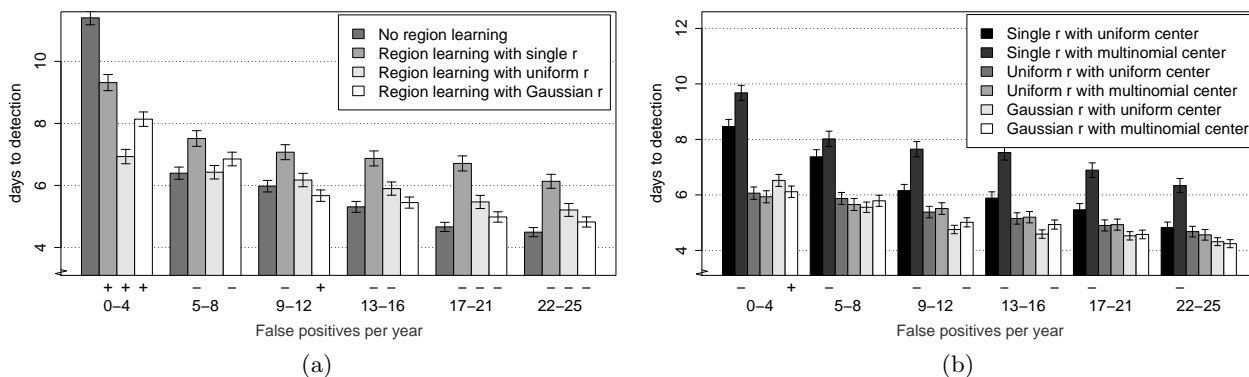 days to detection
10
8
6
4
No region learning
Region learning with single r
Region learning with uniform r
Region learning with Gaussian r
+ + + − − − − + − − − − − − − −
0−4 5−8 9−12 13−16 17−21 22−25
False positives per year
(a)
days to detection
12
10
8
6
4
Single r with uniform center
Single r with multinomial center
Uniform r with uniform center
Uniform r with multinomial center
Gaussian r with uniform center
Gaussian r with multinomial center
− + − − − − −
0−4 5−8 9−12 13−16 17−21 22−25
False positives per year
(b)